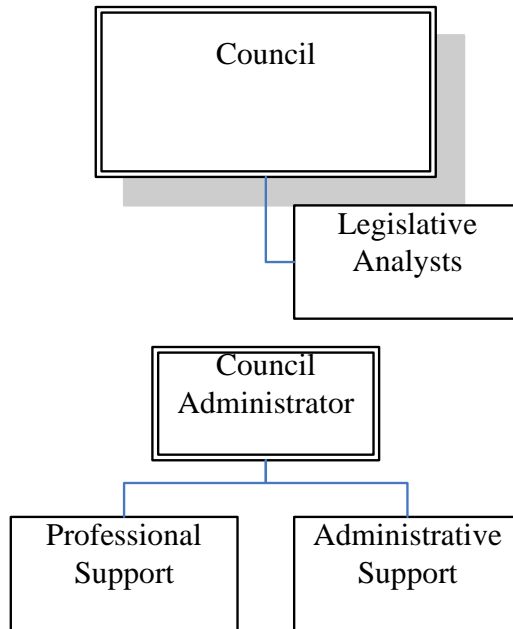 Council
Legislative
Analysts
Council
Administrator
Professional
Support
Administrative
Support